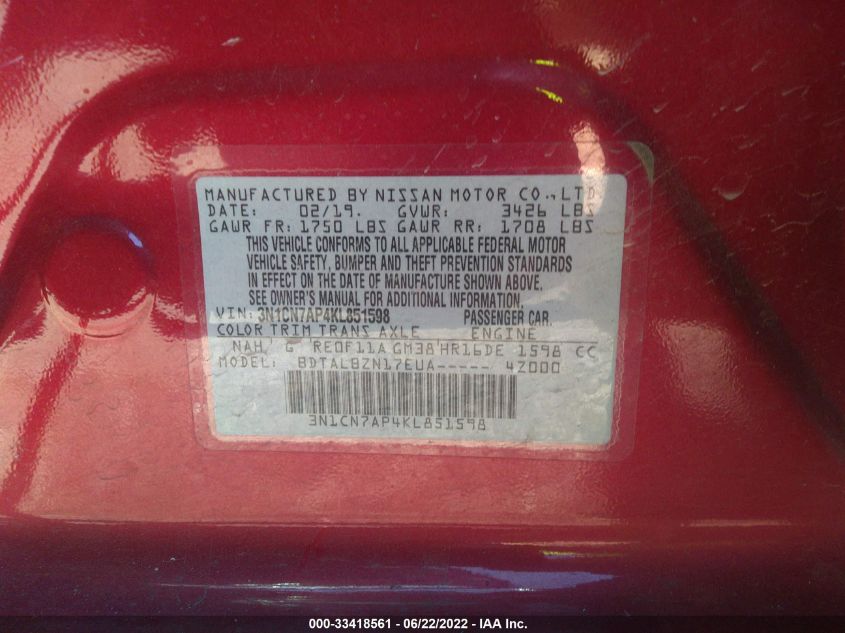 MANUFACTURED BY NISSAN MOTOR CO., LTD.
DATE: 02/19. GVWR: 3426 LBS
GAWR FR: 1750 LBS GAWR RR: 1708 LBS
THIS VEHICLE CONFORMS TO ALL APPLICABLE FEDERAL MOTOR
VEHICLE SAFETY, BUMPER AND THEFT PREVENTION STANDARDS
IN EFFECT ON THE DATE OF MANUFACTURE SHOWN ABOVE.
SEE OWNER'S MANUAL FOR ADDITIONAL INFORMATION.
VIN: 3N1CN7AP4KL851598 PASSENGER CAR.
COLOR TRIM TRANS AXLE ENGINE
NAH G RE0F11A GM38 HR16DE 1598 CC
MODEL: BDTALBZN17EUA----- 4Z000
3N1CN7AP4KL851598
000-33418561 - 06/22/2022 - IAA Inc.